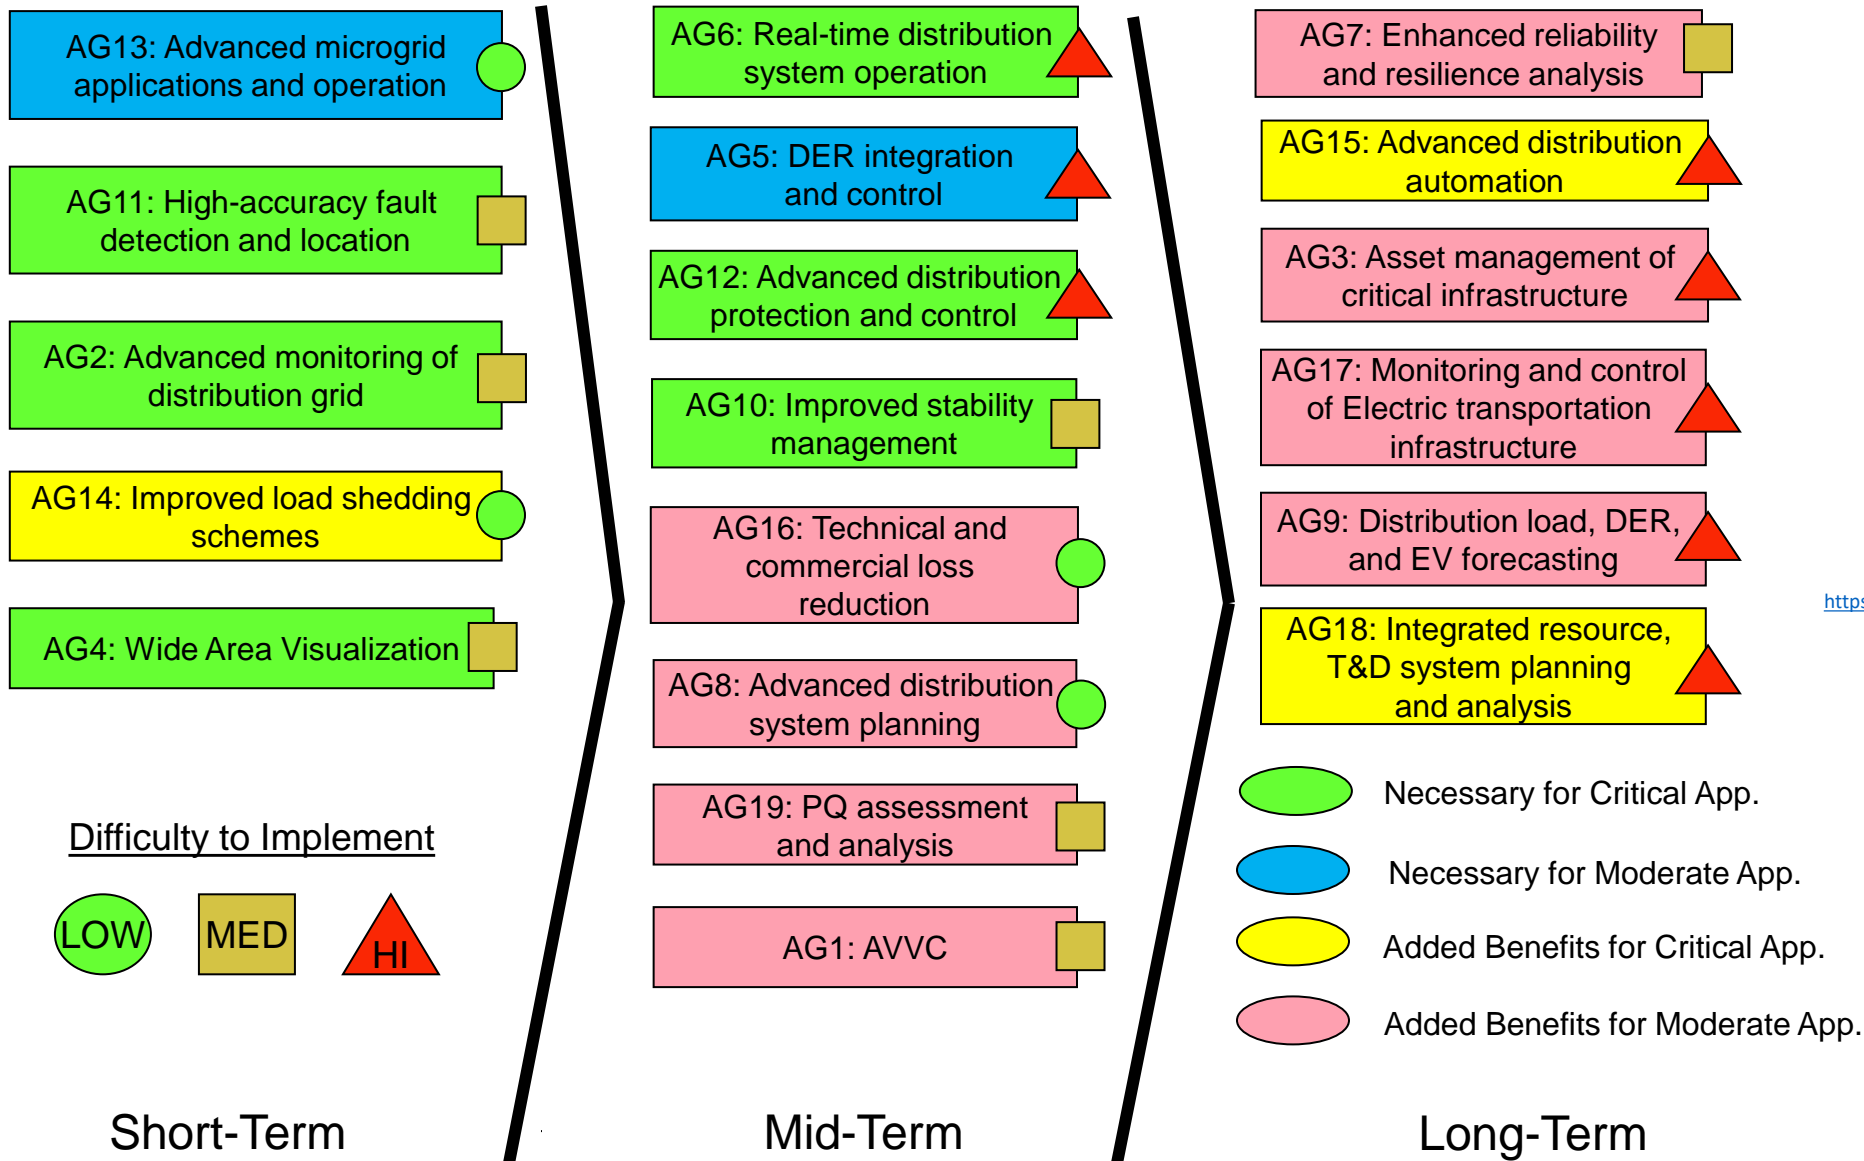 AG13: Advanced microgrid
applications and operation
AG11: High-accuracy fault
detection and location
AG2: Advanced monitoring of
distribution grid
AG14: Improved load shedding
schemes
AG4: Wide Area Visualization
Difficulty to Implement
LOW
MED
HI
Short-Term
AG6: Real-time distribution
system operation
AG5: DER integration
and control
AG12: Advanced distribution
protection and control
AG10: Improved stability
management
AG16: Technical and
commercial loss
reduction
AG8: Advanced distribution
system planning
AG19: PQ assessment
and analysis
AG1: AVVC
Mid-Term
AG7: Enhanced reliability
and resilience analysis
AG15: Advanced distribution
automation
AG3: Asset management of
critical infrastructure
AG17: Monitoring and control
of Electric transportation
infrastructure
AG9: Distribution load, DER,
and EV forecasting
https
AG18: Integrated resource,
T&D system planning
and analysis
Necessary for Critical App.
Necessary for Moderate App.
Added Benefits for Critical App.
Added Benefits for Moderate App.
Long-Term